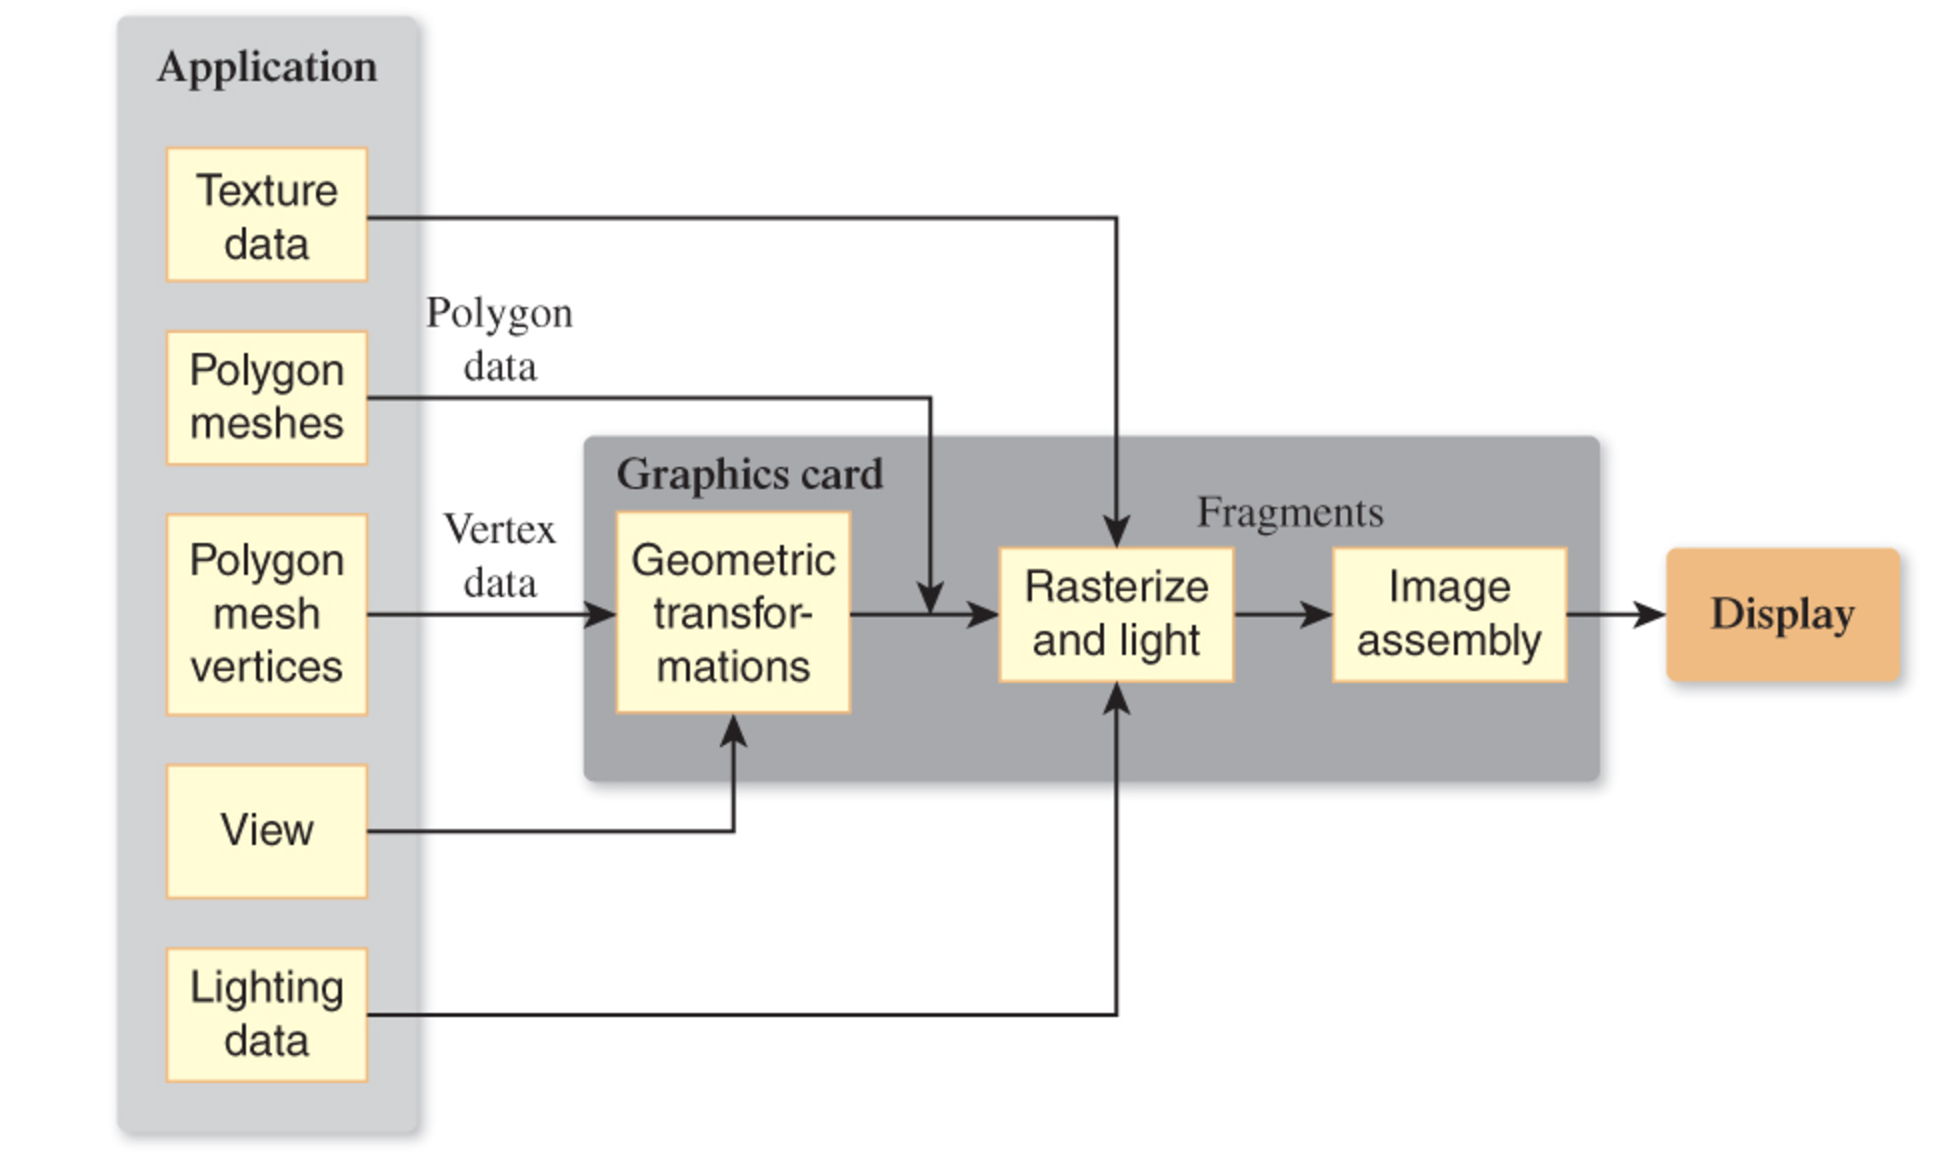 Application
Texture
data
Polygon
data
Polygon
meshes
Graphics card
Vertex
data
Polygon
mesh
vertices
Geometric
transfor-
mations
Rasterize
and light
Fragments
Image
assembly
Display
View
Lighting
data